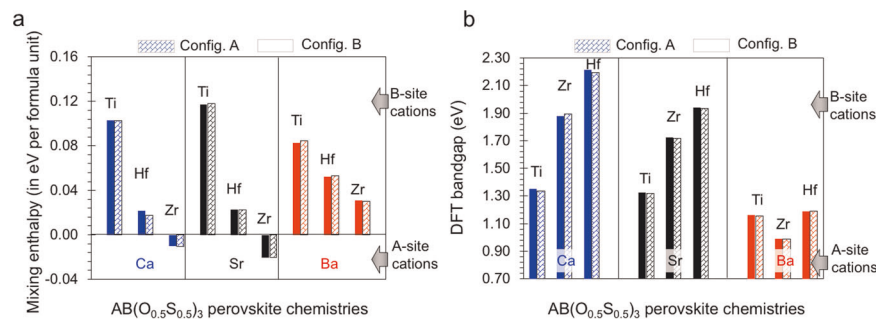 a
Config. A
Config. B
Mixing enthalpy (in eV per formula unit)
0.16
0.12
0.08
0.04
0.00
-0.04
Ti
Hf
Zr
Ti
Hf
Zr
Ti
Hf
Zr
Ca
Sr
Ba
B-site
cations
A-site
cations
AB(O0.5S0.5)3 perovskite chemistries
b
Config. A
Config. B
DFT bandgap (eV)
2.30
2.10
1.90
1.70
1.50
1.30
1.10
0.90
0.70
Ti
Zr
Hf
Ti
Zr
Hf
Ti
Zr
Hf
Ca
Sr
Ba
B-site
cations
A-site
cations
AB(O0.5S0.5)3 perovskite chemistries